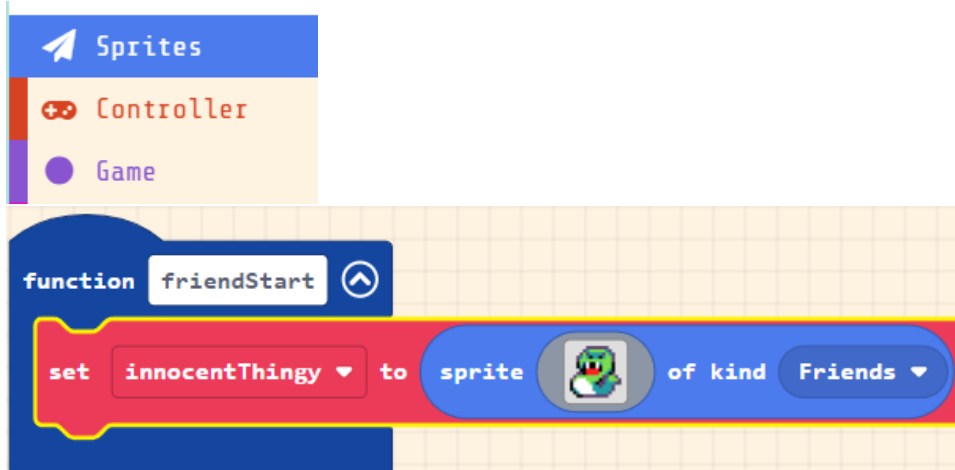 Sprites
Controller
Game
function friendStart
set innocentThingy to sprite of kind Friends